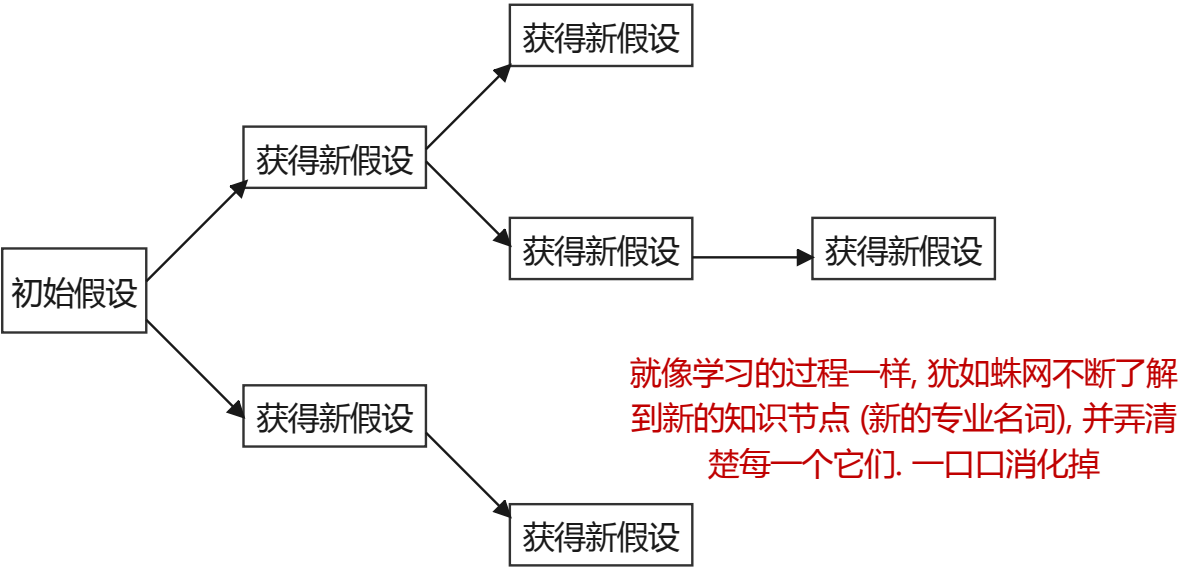 获得新假设
获得新假设
初始假设
获得新假设
获得新假设
获得新假设
获得新假设
就像学习的过程一样, 犹如蛛网不断了解
到新的知识节点 (新的专业名词), 并弄清
楚每一个它们. 一口口消化掉